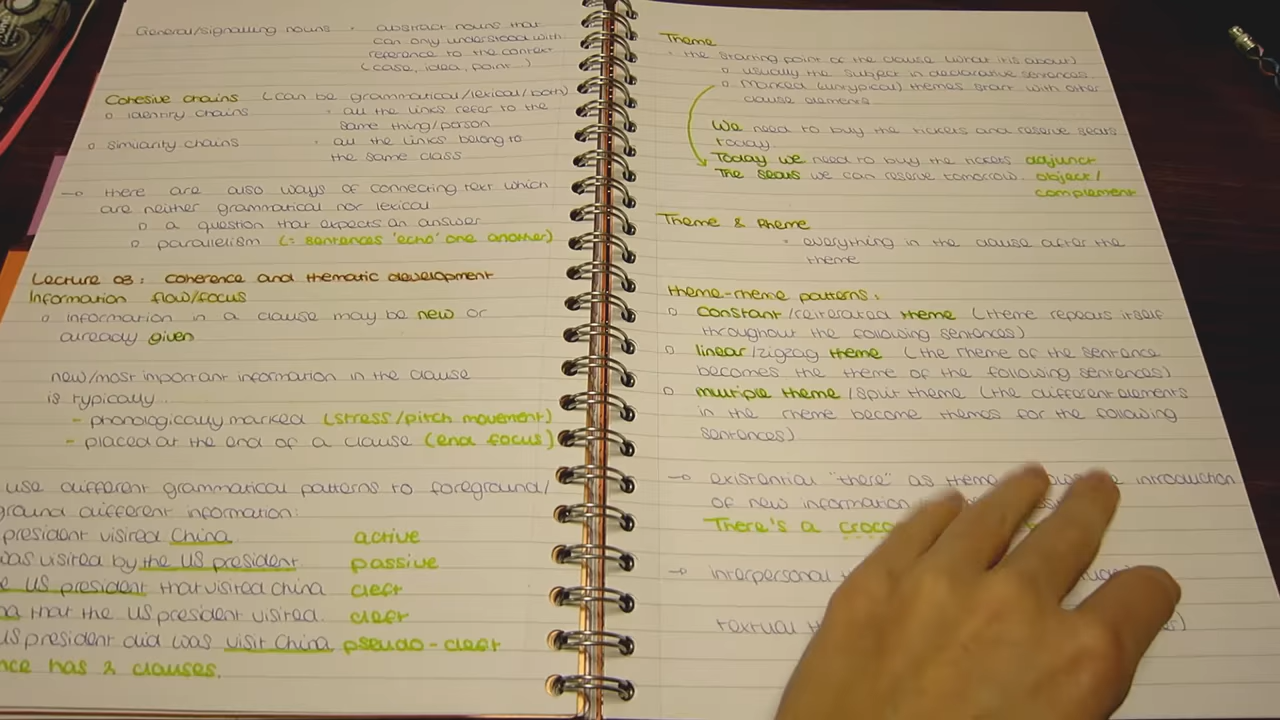 General/signalling nouns • abstract nouns that
can only understood with
reference to the context
(case, idea, point...)
Cohesive chains (can be grammatical/lexical/both)
o identity chains • all the links refer to the
same thing/person
o similarity chains • all the links belong to
the same class
→ there are also ways of connecting text which
are neither grammatical nor lexical
o a question that expects an answer
o parallelism (= sentences 'echo' one another)
Lecture 03: coherence and thematic development
Information flow/focus
o information in a clause may be new or
already given
new/most important information in the clause
is typically...
- phonologically marked (stress/pitch movement)
- placed at the end of a clause (end focus)
use different grammatical patterns to foreground/
ground different information:
president visited China active
was visited by the US president passive
US president that visited China cleft
that the US president visited. cleft
US president did was visit China pseudo-cleft
has 2 clauses.
Theme
• the starting point of the clause (what it is about)
o usually the subject in declarative sentences
o marked (untypical) themes start with other
clause elements
We need to buy the tickets and reserve seats
today.
Today we need to buy the tickets adjunct
The seats we can reserve tomorrow. object/
complement
Theme & Rheme
• everything in the clause after the
theme
theme-rheme patterns:
o constant/reiterated theme (theme repeats itself
throughout the following sentences)
o linear/zigzag theme (the rheme of the sentence
becomes the theme of the following sentences)
o multiple theme/split theme (the different elements
in the rheme become themes for the following
sentences)
→ existential "there" as theme introduction
of new information
There's a
→ interpersonal
textual